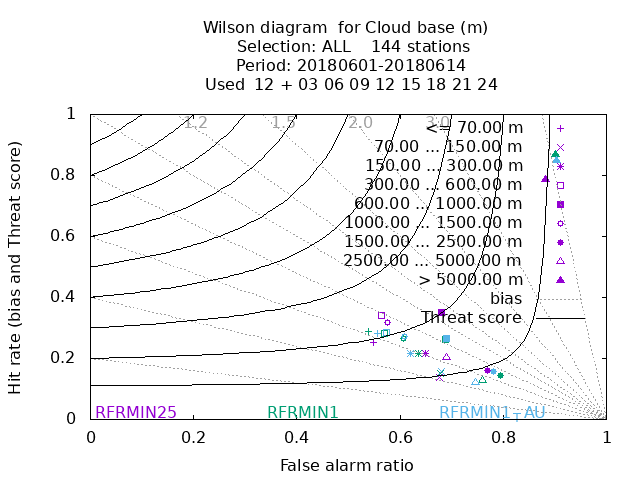 Wilson diagram  for Cloud base (m)
Selection: ALL    144 stations
Period: 20180601-20180614
Used  12 + 03 06 09 12 15 18 21 24
1.2 1.5 2.0 3.0
<= 70.00 m
70.00 ... 150.00 m
150.00 ... 300.00 m
300.00 ... 600.00 m
600.00 ... 1000.00 m
1000.00 ... 1500.00 m
1500.00 ... 2500.00 m
2500.00 ... 5000.00 m
> 5000.00 m
bias
Threat score
Hit rate (bias and Threat score)
1
0.8
0.6
0.4
0.2
0
RFRMIN25 RFRMIN1 RFRMIN1_AU
0 0.2 0.4 0.6 0.8 1
False alarm ratio